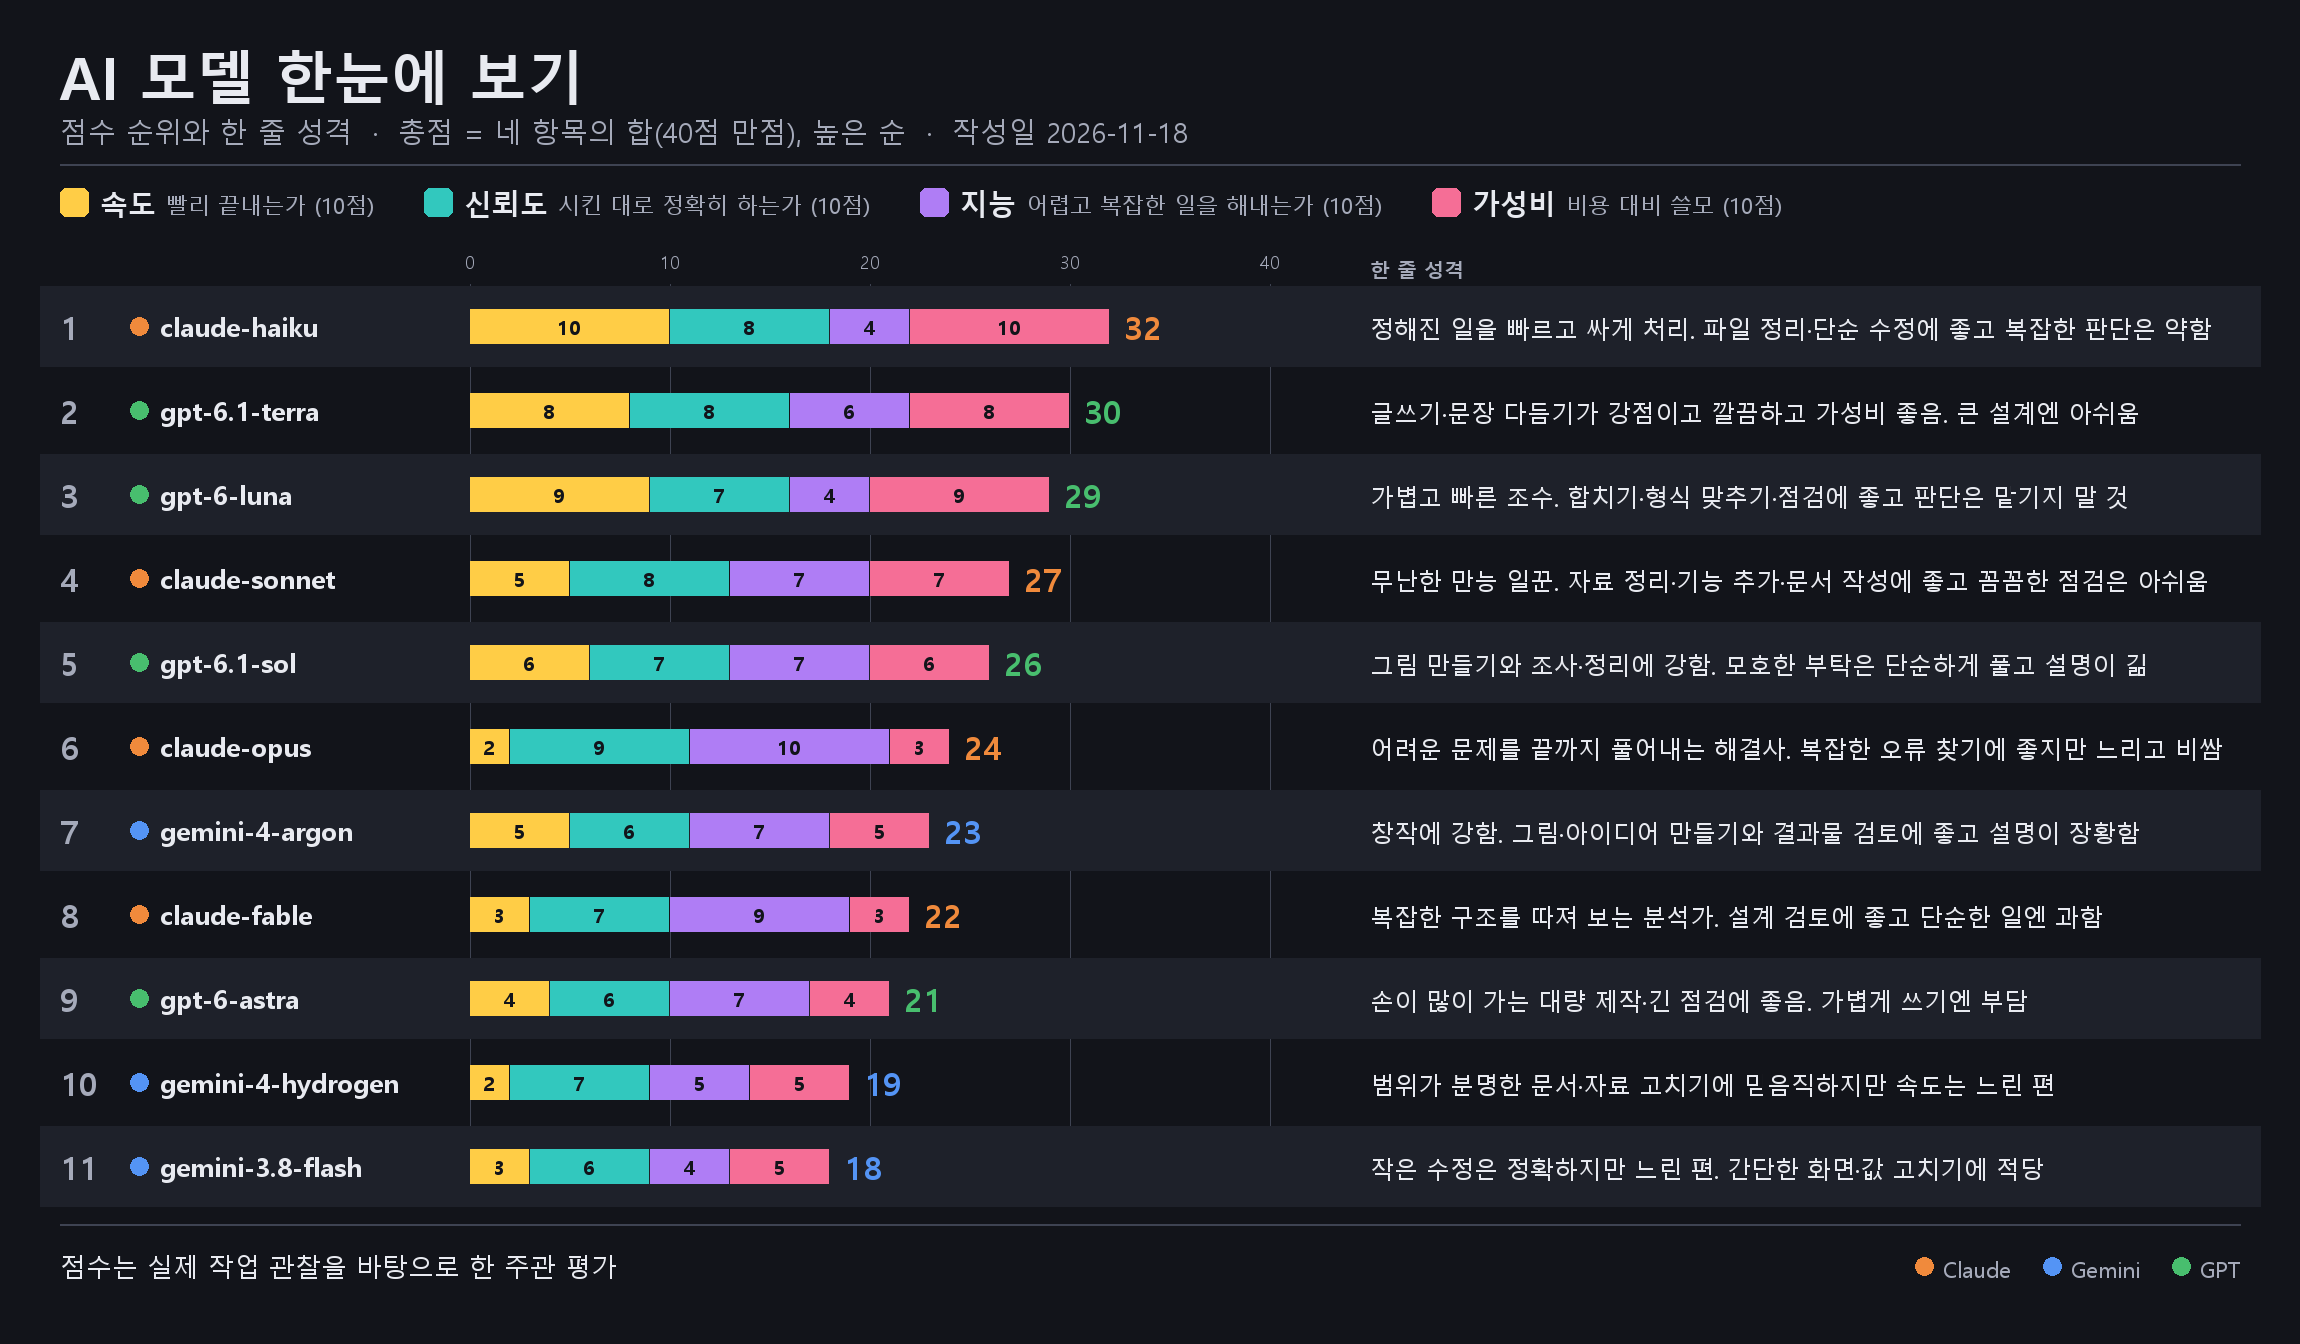 AI 모델 한눈에 보기
점수 순위와 한 줄 성격 · 총점 = 네 항목의 합(40점 만점), 높은 순 · 작성일 2026-11-18
속도 빨리 끝내는가 (10점) 신뢰도 시킨 대로 정확히 하는가 (10점) 지능 어렵고 복잡한 일을 해내는가 (10점) 가성비 비용 대비 쓸모 (10점)
0 10 20 30 40 한 줄 성격
1 claude-haiku 10 8 4 10 32 정해진 일을 빠르고 싸게 처리. 파일 정리·단순 수정에 좋고 복잡한 판단은 약함
2 gpt-6.1-terra 8 8 6 8 30 글쓰기·문장 다듬기가 강점이고 깔끔하고 가성비 좋음. 큰 설계엔 아쉬움
3 gpt-6-luna 9 7 4 9 29 가볍고 빠른 조수. 합치기·형식 맞추기·점검에 좋고 판단은 맡기지 말 것
4 claude-sonnet 5 8 7 7 27 무난한 만능 일꾼. 자료 정리·기능 추가·문서 작성에 좋고 꼼꼼한 점검은 아쉬움
5 gpt-6.1-sol 6 7 7 6 26 그림 만들기와 조사·정리에 강함. 모호한 부탁은 단순하게 풀고 설명이 긺
6 claude-opus 2 9 10 3 24 어려운 문제를 끝까지 풀어내는 해결사. 복잡한 오류 찾기에 좋지만 느리고 비쌈
7 gemini-4-argon 5 6 7 5 23 창작에 강함. 그림·아이디어 만들기와 결과물 검토에 좋고 설명이 장황함
8 claude-fable 3 7 9 3 22 복잡한 구조를 따져 보는 분석가. 설계 검토에 좋고 단순한 일엔 과함
9 gpt-6-astra 4 6 7 4 21 손이 많이 가는 대량 제작·긴 점검에 좋음. 가볍게 쓰기엔 부담
10 gemini-4-hydrogen 2 7 5 5 19 범위가 분명한 문서·자료 고치기에 믿음직하지만 속도는 느린 편
11 gemini-3.8-flash 3 6 4 5 18 작은 수정은 정확하지만 느린 편. 간단한 화면·값 고치기에 적당
점수는 실제 작업 관찰을 바탕으로 한 주관 평가 Claude Gemini GPT